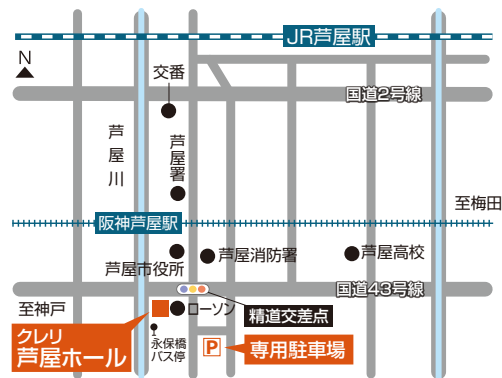 JR芦屋駅
N
交番
国道2号線
芦屋川
芦屋署
至梅田
阪神芦屋駅
芦屋市役所
芦屋消防署
芦屋高校
国道43号線
至神戸
ローソン
精道交差点
クレリ
芦屋ホール
永保橋
バス停
P
専用駐車場